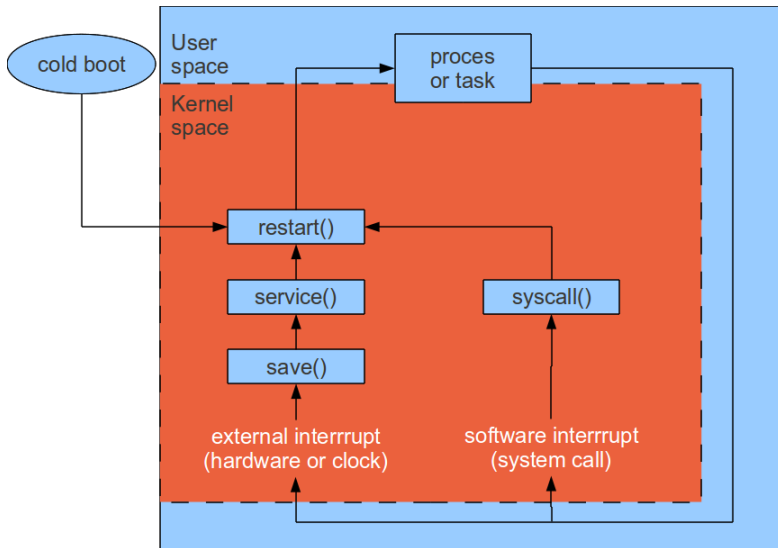 cold boot
User
space
proces
or task
Kernel
space
restart()
service()
syscall()
save()
external interrrupt
(hardware or clock)
software interrrupt
(system call)